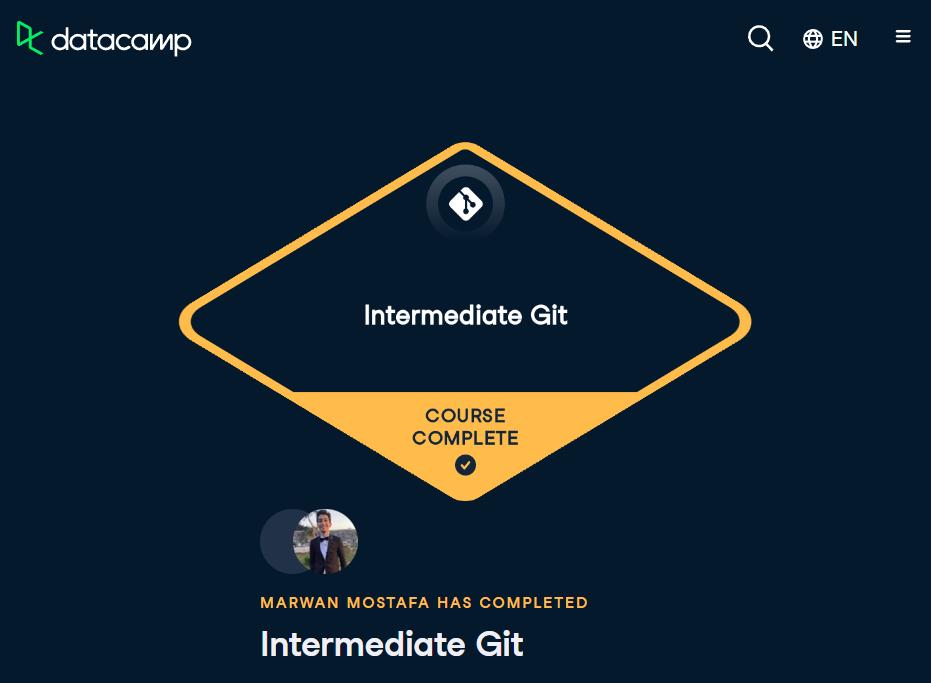 datacamp
EN
Intermediate Git
COURSE
COMPLETE
MARWAN MOSTAFA HAS COMPLETED
Intermediate Git